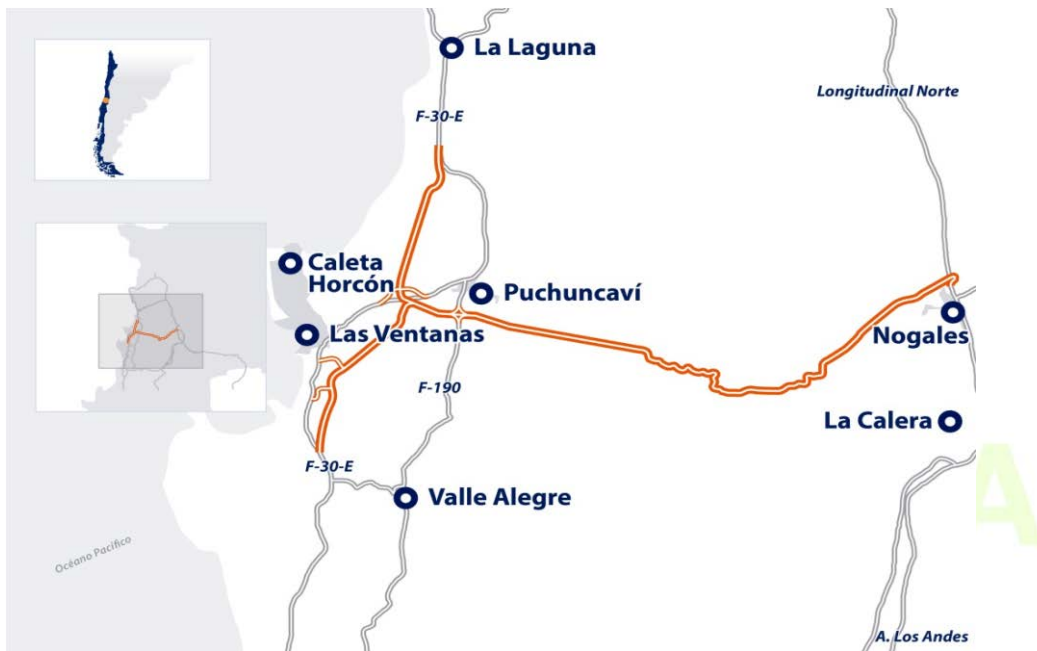 La Laguna
Longitudinal Norte
F-30-E
Caleta
Horcón
Puchuncaví
Las Ventanas
Nogales
F-190
La Calera
F-30-E
Valle Alegre
Océano Pacífico
A. Los Andes
A